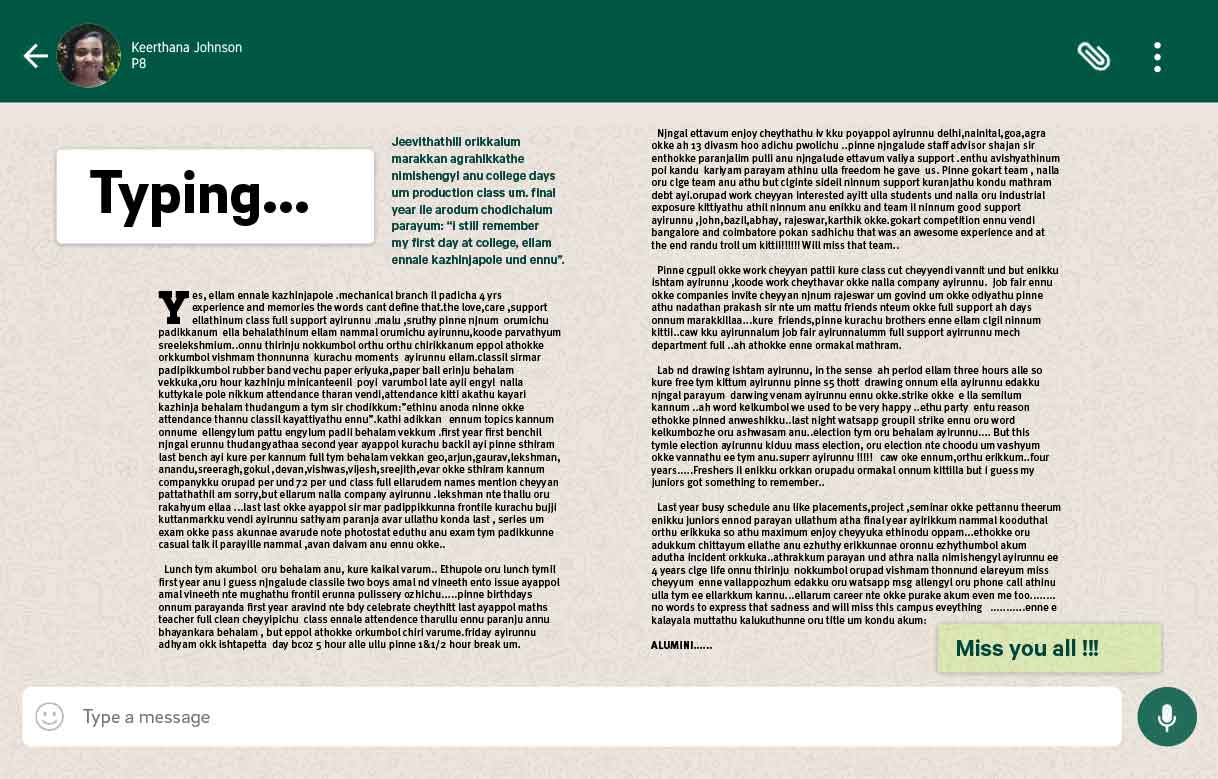 Keerthana Johnson
P8
Typing...
Jeevithathill orikkalum
marakkan agrahikkathe
nimishengyl anu college days
um production class um. final
year ile arodum chodichalum
parayum: “i still remember
my first day at college, ellam
ennale kazhinjapole und ennu”.
Yes, ellam ennale kazhinjapole .mechanical branch il padicha 4 yrs
experience and memories the words cant define that.the love,care ,support
ellathinum class full support ayirunnu .malu ,sruthy pinne njnum  orumichu
padikkanum  ella behalathinum ellam nammal orumichu ayirunnu,koode parvathyum
sreelekshmium..onnu thirinju nokkumbol orthu orthu chirikkanum eppol athokke
orkkumbol vishmam thonnunna  kurachu moments  ayirunnu ellam.classil sirmar
padipikkumbol rubber band vechu paper eriyuka,paper ball erinju behalam
vekkuka,oru hour kazhinju minicanteenil  poyi  varumbol late ayii engyl  nalla
kuttykale pole nikkum attendance tharan vendi,attendance kitti akathu kayari
kazhinja behalam thudangum a tym sir chodikkum:”ethinu anoda ninne okke
attendance thannu classil kayattiyathu ennu”.kathi adikkan   ennum topics kannum
onnume  ellengylum pattu engylum padii behalam vekkum .first year first benchil
njngal erunnu thudangyathaa second year ayappol kurachu backil ayi pinne sthiram
last bench ayi kure per kannum full tym behalam vekkan geo,arjun,gaurav,lekshman,
anandu,sreeragh,gokul ,devan,vishwas,vijesh,sreejith,evar okke sthiram kannum
companykku orupad per und 72 per und class full ellarudem names mention cheyyan
pattathathil am sorry,but ellarum nalla company ayirunnu .lekshman nte thallu oru
rakahyum ellaa ...last last okke ayappol sir mar padippikkunna frontile kurachu bujji
kuttanmarkku vendi ayirunnu sathyam paranja avar ullathu konda last , series um
exam okke pass akunnae avarude note photostat eduthu anu exam tym padikkunne
casual talk il parayille nammal ,avan daivam anu ennu okke..
Lunch tym akumbol  oru behalam anu, kure kaikal varum.. Ethupole oru lunch tymil
first year anu i guess njngalude classile two boys amal nd vineeth ento issue ayappol
amal vineeth nte mughathu frontil erunna pulissery ozhichu.....pinne birthdays
onnum parayanda first year aravind nte bdy celebrate cheythitt last ayappol maths
teacher full clean cheyyipichu  class ennale attendence tharullu ennu paranju annu
bhayankara behalam , but eppol athokke orkumbol chiri varume.friday ayirunnu
adhyam okk ishtapetta  day bcoz 5 hour alle ullu pinne 1&1/2 hour break um.
Njngal ettavum enjoy cheythathu iv kku poyappol ayirunnu delhi,nainital,goa,agra
okke ah 13 divasm hoo adichu pwolichu ..pinne njngalude staff advisor shajan sir
enthokke paranjalim pulli anu njngalude ettavum valiya support .enthu avishyathinum
poi kandu  kariyam parayam athinu ulla freedom he gave  us. Pinne gokart team , nalla
oru clge team anu athu but clginte sideil ninnum support kuranjathu kondu mathram
debt ayi.orupad work cheyyan interested ayitt ulla students und nalla oru industrial
exposure kittiyathu athil ninnum anu enikku and team il ninnum good support
ayirunnu ,john,bazil,abhay, rajeswar,karthik okke.gokart competition ennu vendi
bangalore and coimbatore pokan sadhichu that was an awesome experience and at
the end randu troll um kittii!!!!!! Will miss that team..
Pinne cgpuil okke work cheyyan pattii kure class cut cheyyendi vannit und but enikku
ishtam ayirunnu ,koode work cheythavar okke nalla company ayirunnu.  job fair ennu
okke companies invite cheyyan njnum rajeswar um govind um okke odiyathu pinne
athu nadathan prakash sir nte um mattu friends nteum okke full support ah days
onnum marakkillaa...kure  friends,pinne kurachu brothers enne ellam clgil ninnum
kittii..caw kku ayirunnalum job fair ayirunnalumn full support ayirrunnu mech
department full ..ah athokke enne ormakal mathram.
Lab nd drawing ishtam ayirunnu, in the sense  ah period ellam three hours alle so
kure free tym kittum ayirunnu pinne s5 thott  drawing onnum ella ayirunnu edakku
njngal parayum  darwing venam ayirunnu ennu okke.strike okke  e lla semilum
kannum ..ah word kelkumbol we used to be very happy ..ethu party  entu reason
ethokke pinned anweshikku..last night watsapp groupil strike ennu oru word
kelkumbozhe oru ashwasam anu..election tym oru behalam ayirunnu.... But this
tymle election ayirunnu kiduu mass election, oru election nte choodu um vashyum
okke vannathu ee tym anu.superr ayirunnu !!!!!   caw oke ennum,orthu erikkum..four
years.....Freshers il enikku orkkan orupadu ormakal onnum kittilla but i guess my
juniors got something to remember..
Last year busy schedule anu like placements,project ,seminar okke pettannu theerum
enikku juniors ennod parayan ullathum atha final year ayirikkum nammal kooduthal
orthu erikkuka so athu maximum enjoy cheyyuka ethinodu oppam...ethokke oru
adukkum chittayum ellathe anu ezhuthy erikkunnae oronnu ezhythumbol akum
adutha incident orkkuka..athrakkum parayan und athra nalla nimishengyl ayirunnu ee
4 years clge life onnu thirinju  nokkumbol orupad vishmam thonnund elareyum miss
cheyyum  enne vallappozhum edakku oru watsapp msg allengyl oru phone call athinu
ulla tym ee ellarkkum kannu...ellarum career nte okke purake akum even me too........
no words to express that sadness and will miss this campus eveything   ...........enne e
kalayala muttathu kalukuthunne oru title um kondu akum:
ALUMINI......
Miss you all !!!
Type a message